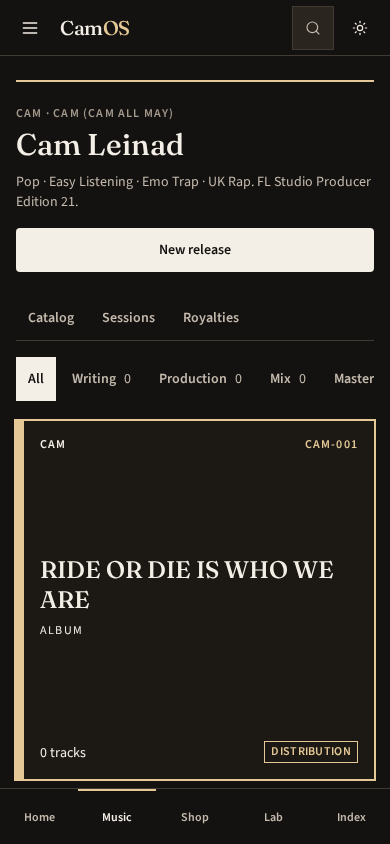 CamOS
CAM · CAM (CAM ALL MAY)
Cam Leinad
Pop · Easy Listening · Emo Trap · UK Rap. FL Studio Producer
Edition 21.
New release
Catalog Sessions Royalties
All Writing 0 Production 0 Mix 0 Master
CAM CAM-001
RIDE OR DIE IS WHO WE
ARE
ALBUM
0 tracks DISTRIBUTION
Home Music Shop Lab Index